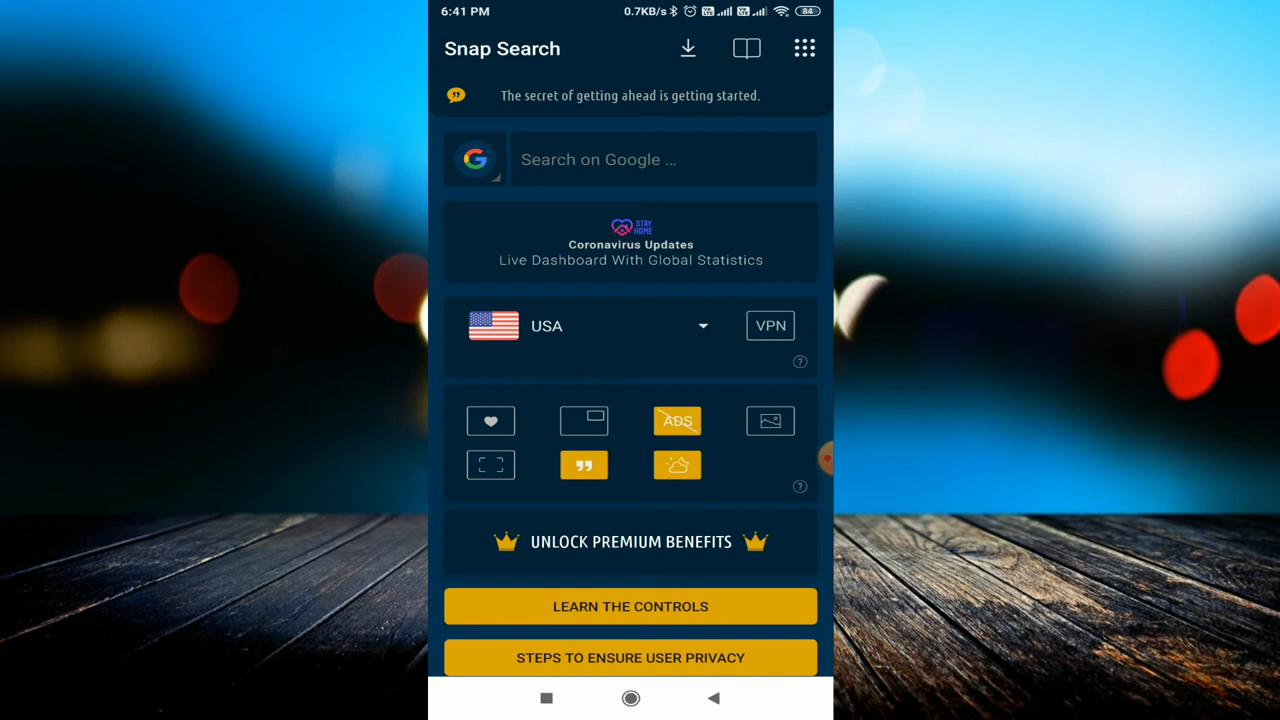 6:41 PM
0.7KB/s
84
Snap Search
The secret of getting ahead is getting started.
Search on Google ...
STAY
HOME
Coronavirus Updates
Live Dashboard With Global Statistics
USA
VPN
?
ADS
?
UNLOCK PREMIUM BENEFITS
LEARN THE CONTROLS
STEPS TO ENSURE USER PRIVACY